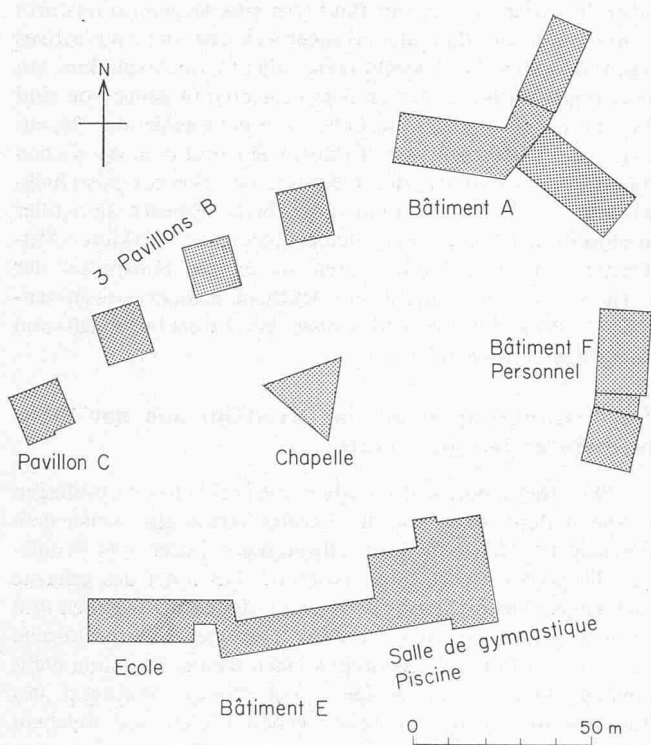 N
Bâtiment A
3 Pavillons B
Bâtiment F
Personnel
Pavillon C
Chapelle
Ecole
Salle de gymnastique
Piscine
Bâtiment E
0 50 m